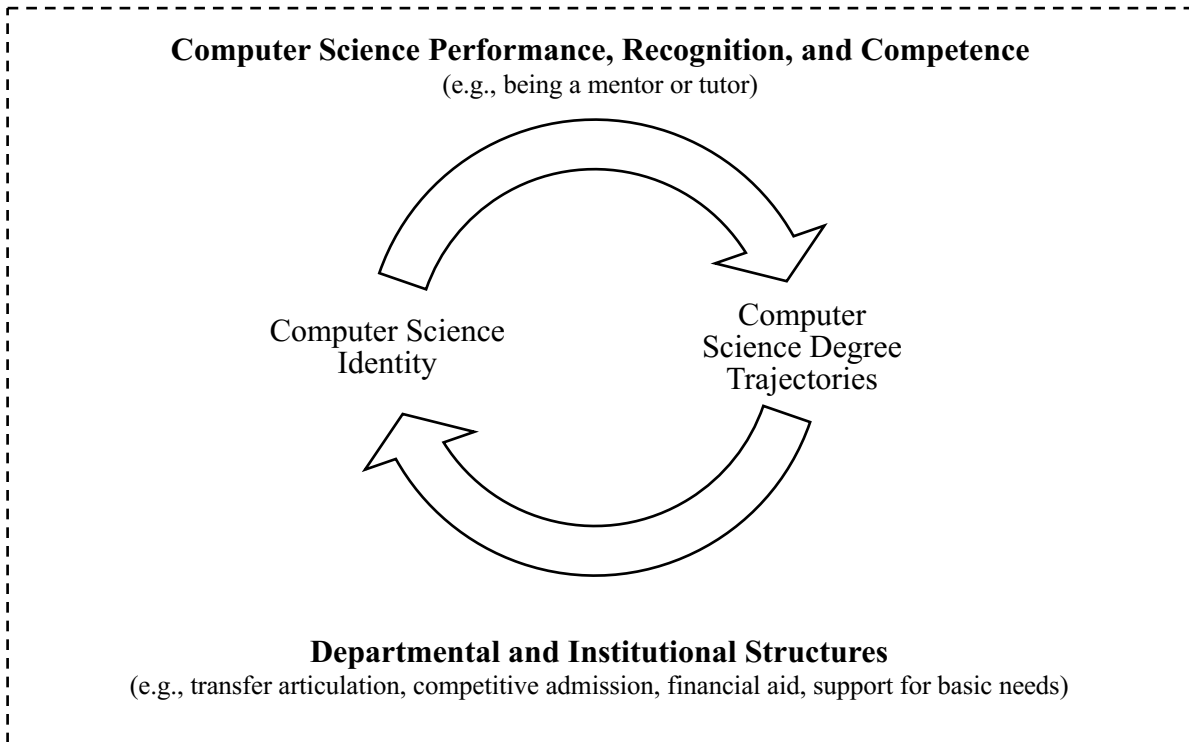 Computer Science Performance, Recognition, and Competence
(e.g., being a mentor or tutor)
Computer Science
Identity
Computer
Science Degree
Trajectories
Departmental and Institutional Structures
(e.g., transfer articulation, competitive admission, financial aid, support for basic needs)